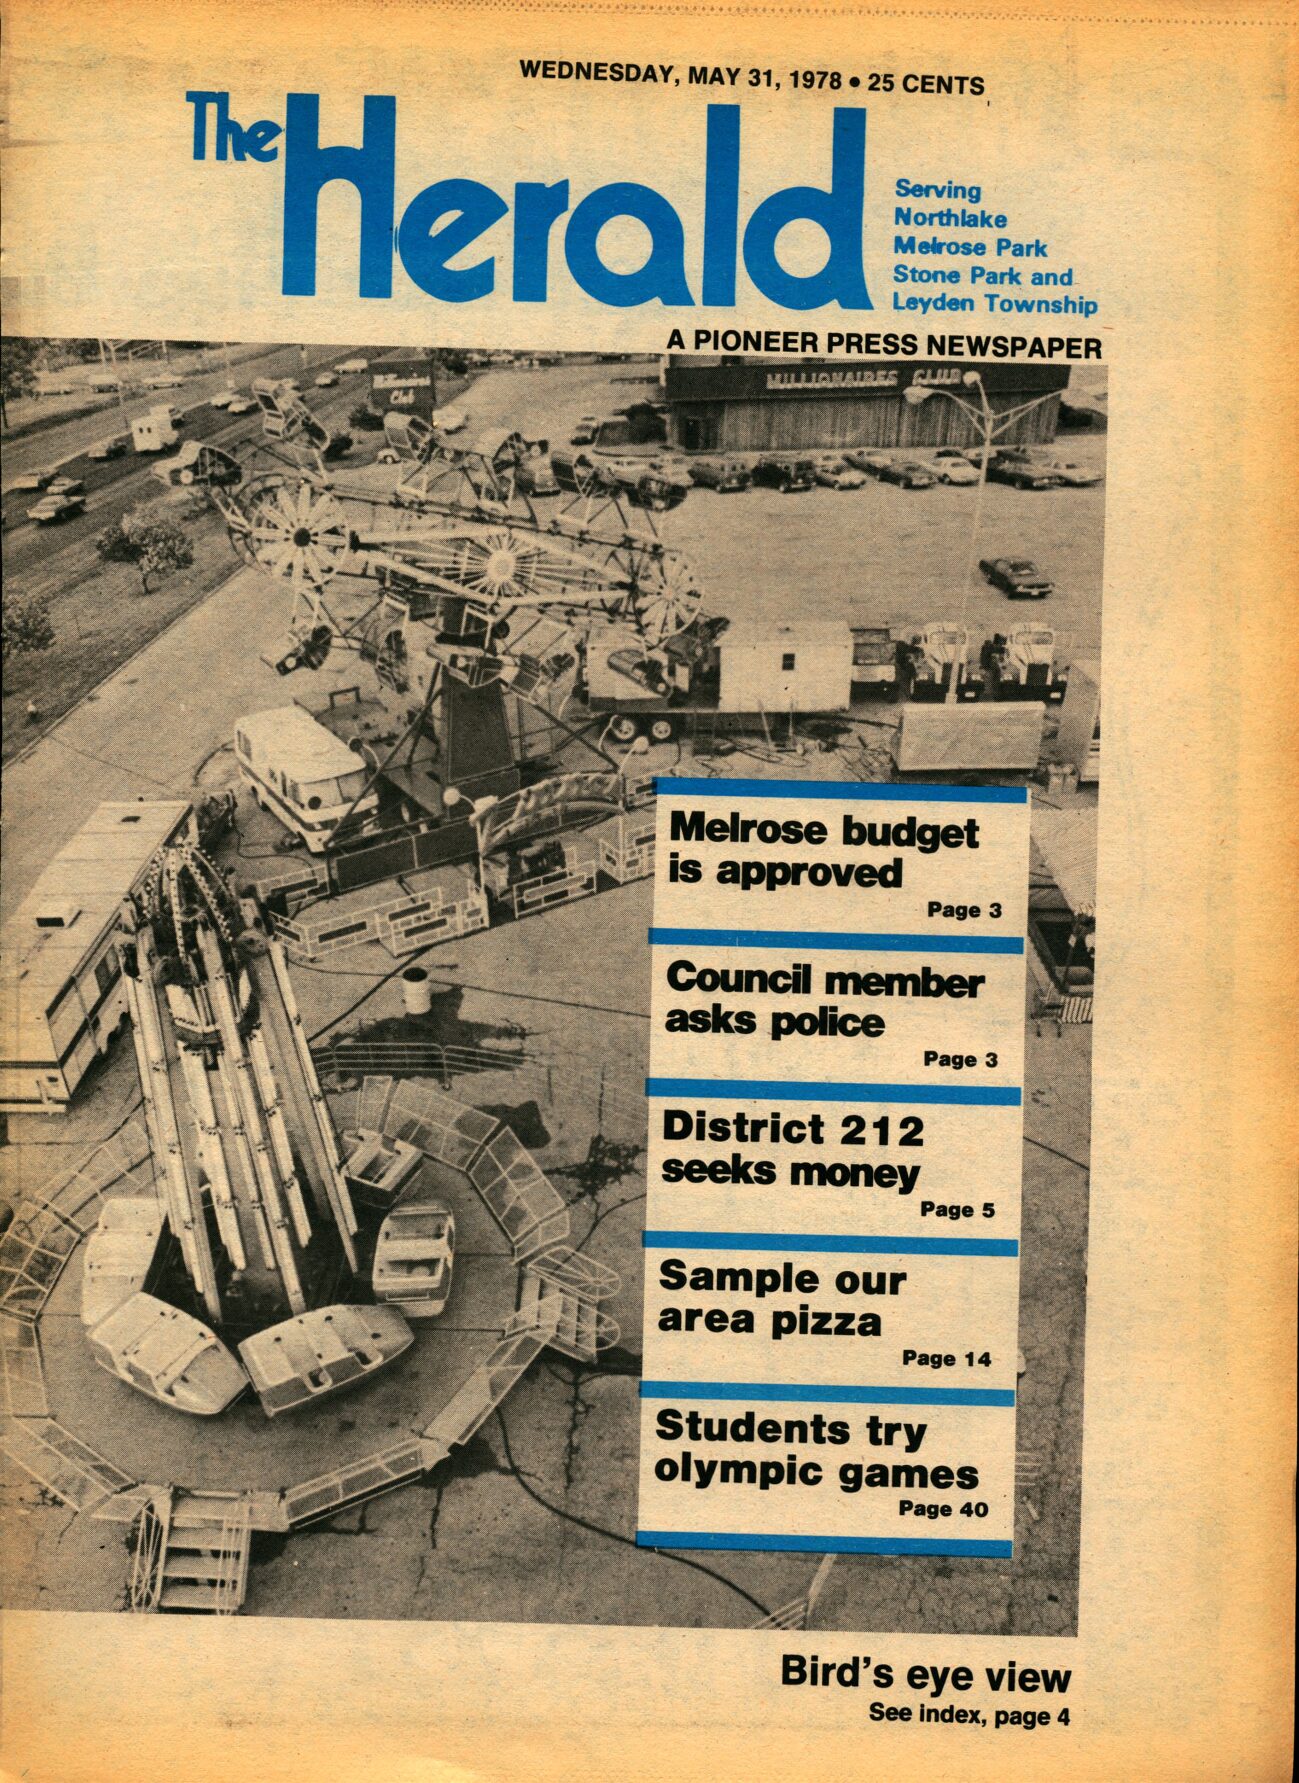 WEDNESDAY, MAY 31, 1978 • 25 CENTS
The Herald
Serving
Northlake
Melrose Park
Stone Park and
Leyden Township
A PIONEER PRESS NEWSPAPER
Millionaires
Club
MILLIONAIRES CLUB
Melrose budget
is approved
Page 3
Council member
asks police
Page 3
District 212
seeks money
Page 5
Sample our
area pizza
Page 14
Students try
olympic games
Page 40
Bird's eye view
See index, page 4